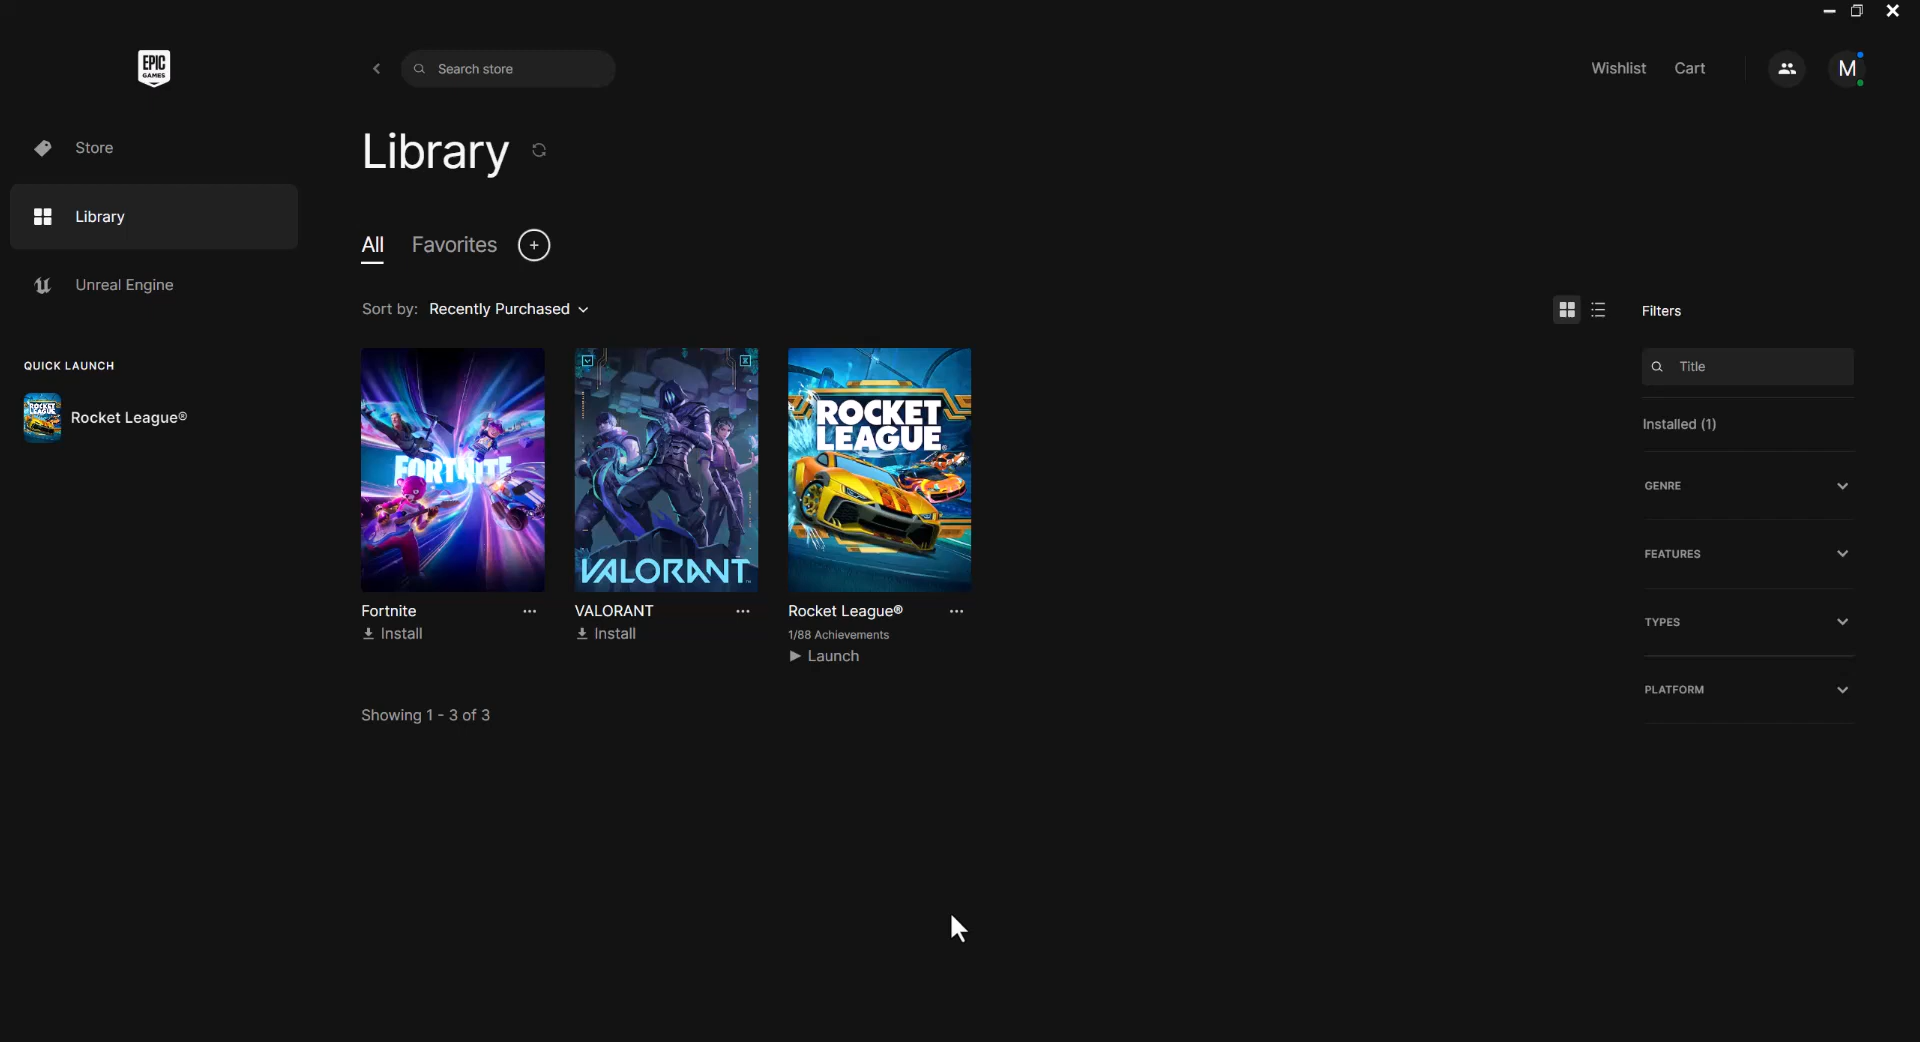 EPIC
GAMES
Search store
Wishlist
Cart
M
Store
Library
Unreal Engine
QUICK LAUNCH
Rocket League®
Library
All
Favorites
Sort by: Recently Purchased
FORTNITE
VALORANT
ROCKET
LEAGUE
Fortnite
Install
VALORANT
Install
Rocket League®
1/88 Achievements
Launch
Showing 1 - 3 of 3
Filters
Title
Installed (1)
GENRE
FEATURES
TYPES
PLATFORM